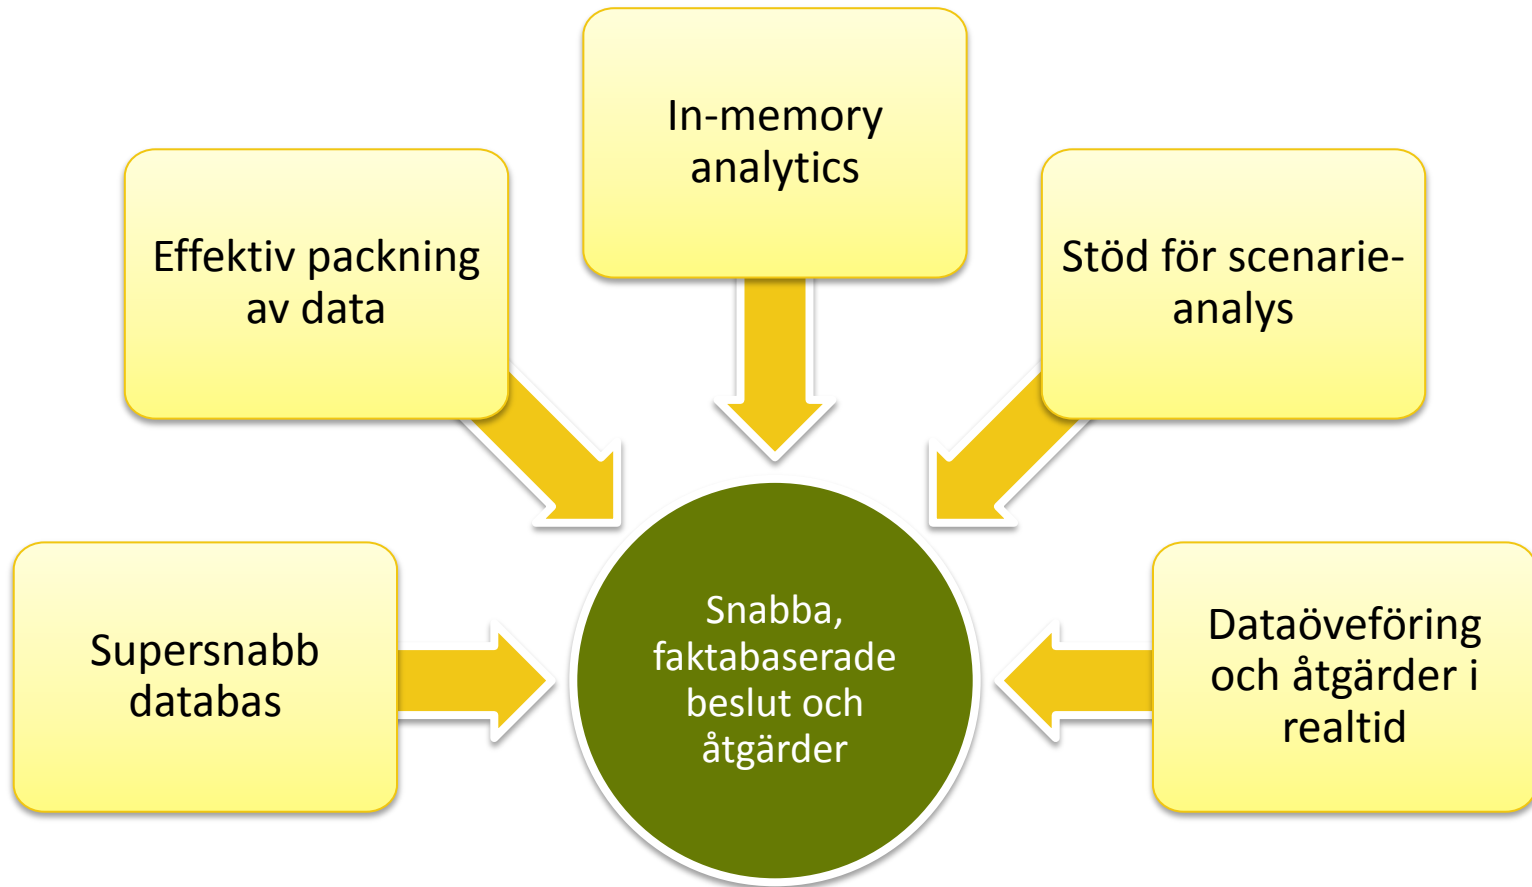 In-memory
analytics
Effektiv packning
av data
Stöd för scenarie-
analys
Supersnabb
databas
Snabba,
faktabaserade
beslut och
åtgärder
Dataöveföring
och åtgärder i
realtid